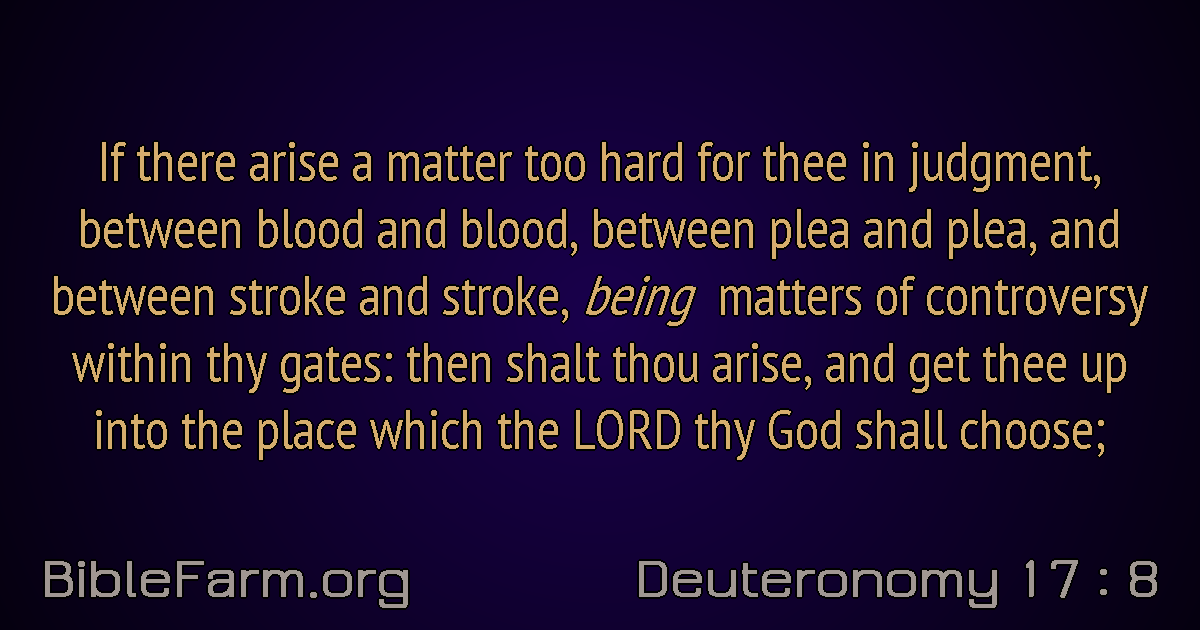 If there arise a matter too hard for thee in judgment,
between blood and blood, between plea and plea, and
between stroke and stroke, being matters of controversy
within thy gates: then shalt thou arise, and get thee up
into the place which the LORD thy God shall choose;
BibleFarm.org
Deuteronomy 17 : 8